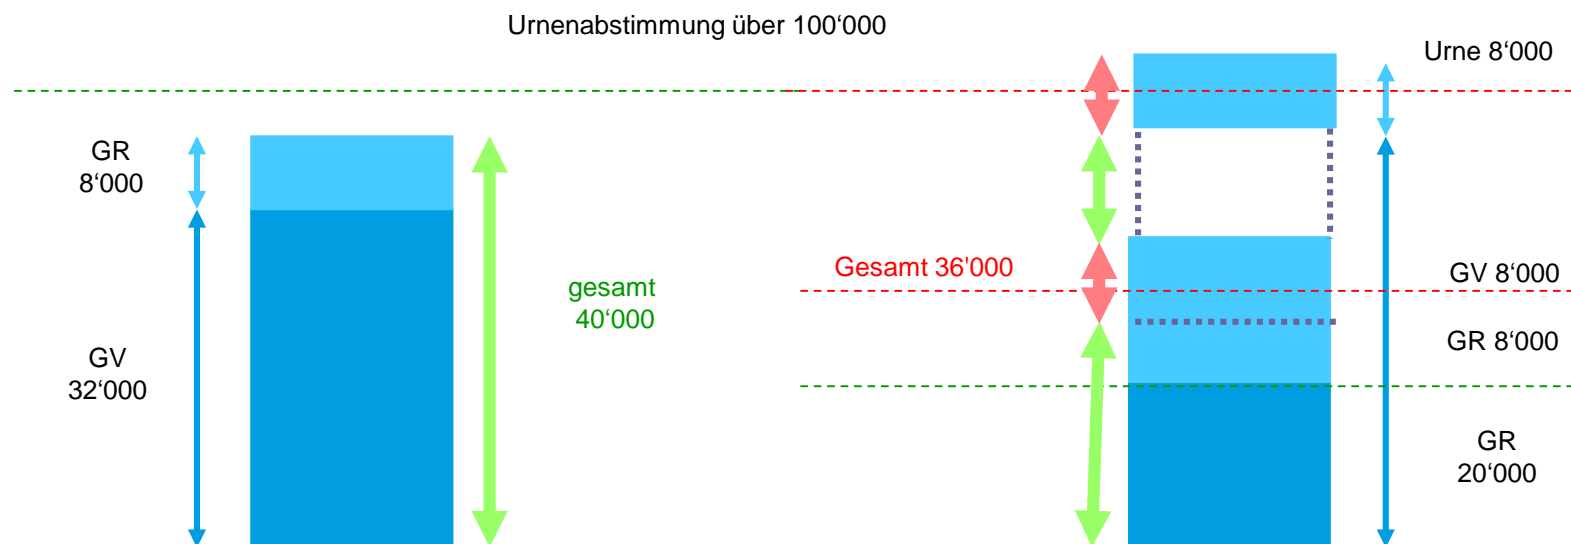 Urnenabstimmung über 100‘000
Urne 8‘000
GR
8‘000
Gesamt 36'000
GV 8‘000
gesamt
40‘000
GR 8‘000
GV
32‘000
GR
20‘000